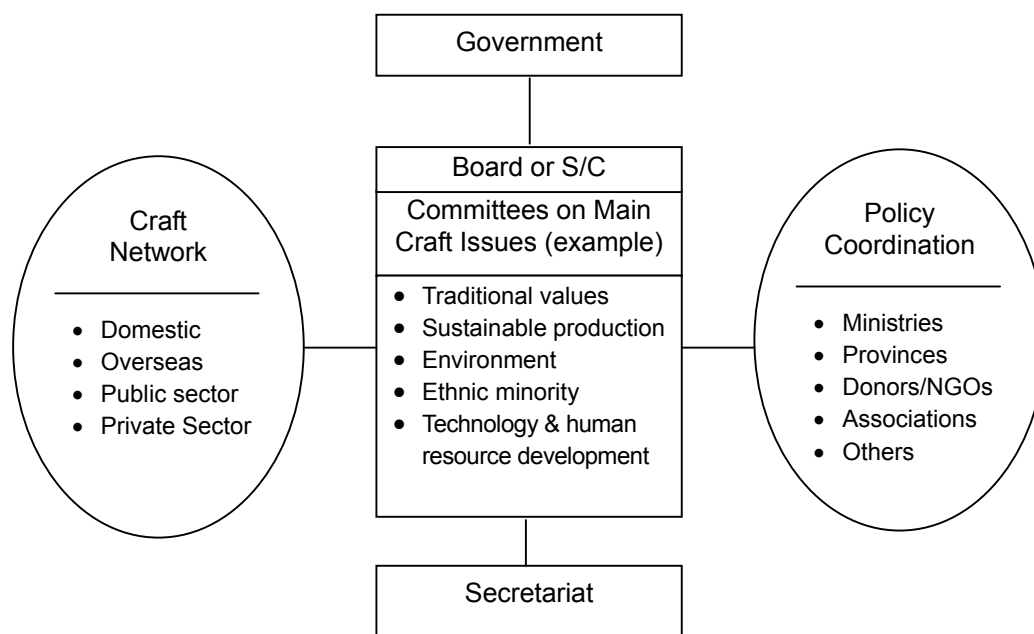 Government
Board or S/C
Committees on Main
Craft Issues (example)
• Traditional values
• Sustainable production
• Environment
• Ethnic minority
• Technology & human
resource development
Craft
Network
• Domestic
• Overseas
• Public sector
• Private Sector
Policy
Coordination
• Ministries
• Provinces
• Donors/NGOs
• Associations
• Others
Secretariat